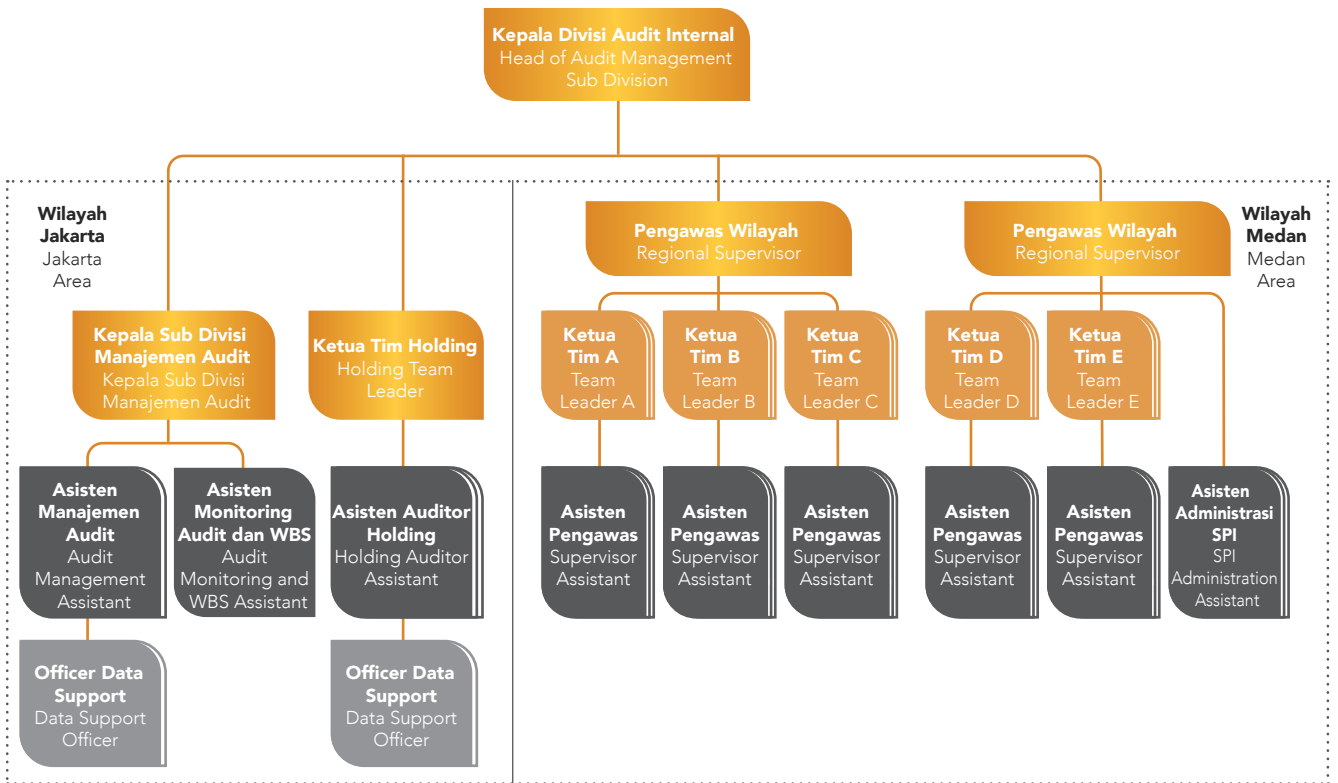 Kepala Divisi Audit Internal
Head of Audit Management
Sub Division
Wilayah
Jakarta
Jakarta
Area
Pengawas Wilayah
Regional Supervisor
Pengawas Wilayah
Regional Supervisor
Wilayah
Medan
Medan
Area
Kepala Sub Divisi
Manajemen Audit
Kepala Sub Divisi
Manajemen Audit
Ketua Tim Holding
Holding Team
Leader
Ketua
Tim A
Team
Leader A
Ketua
Tim B
Team
Leader B
Ketua
Tim C
Team
Leader C
Ketua
Tim D
Team
Leader D
Ketua
Tim E
Team
Leader E
Asisten
Manajemen
Audit
Audit
Management
Assistant
Asisten
Monitoring
Audit dan WBS
Audit
Monitoring and
WBS Assistant
Asisten Auditor
Holding
Holding Auditor
Assistant
Asisten
Pengawas
Supervisor
Assistant
Asisten
Pengawas
Supervisor
Assistant
Asisten
Pengawas
Supervisor
Assistant
Asisten
Pengawas
Supervisor
Assistant
Asisten
Pengawas
Supervisor
Assistant
Asisten
Administrasi
SPI
SPI
Administration
Assistant
Officer Data
Support
Data Support
Officer
Officer Data
Support
Data Support
Officer